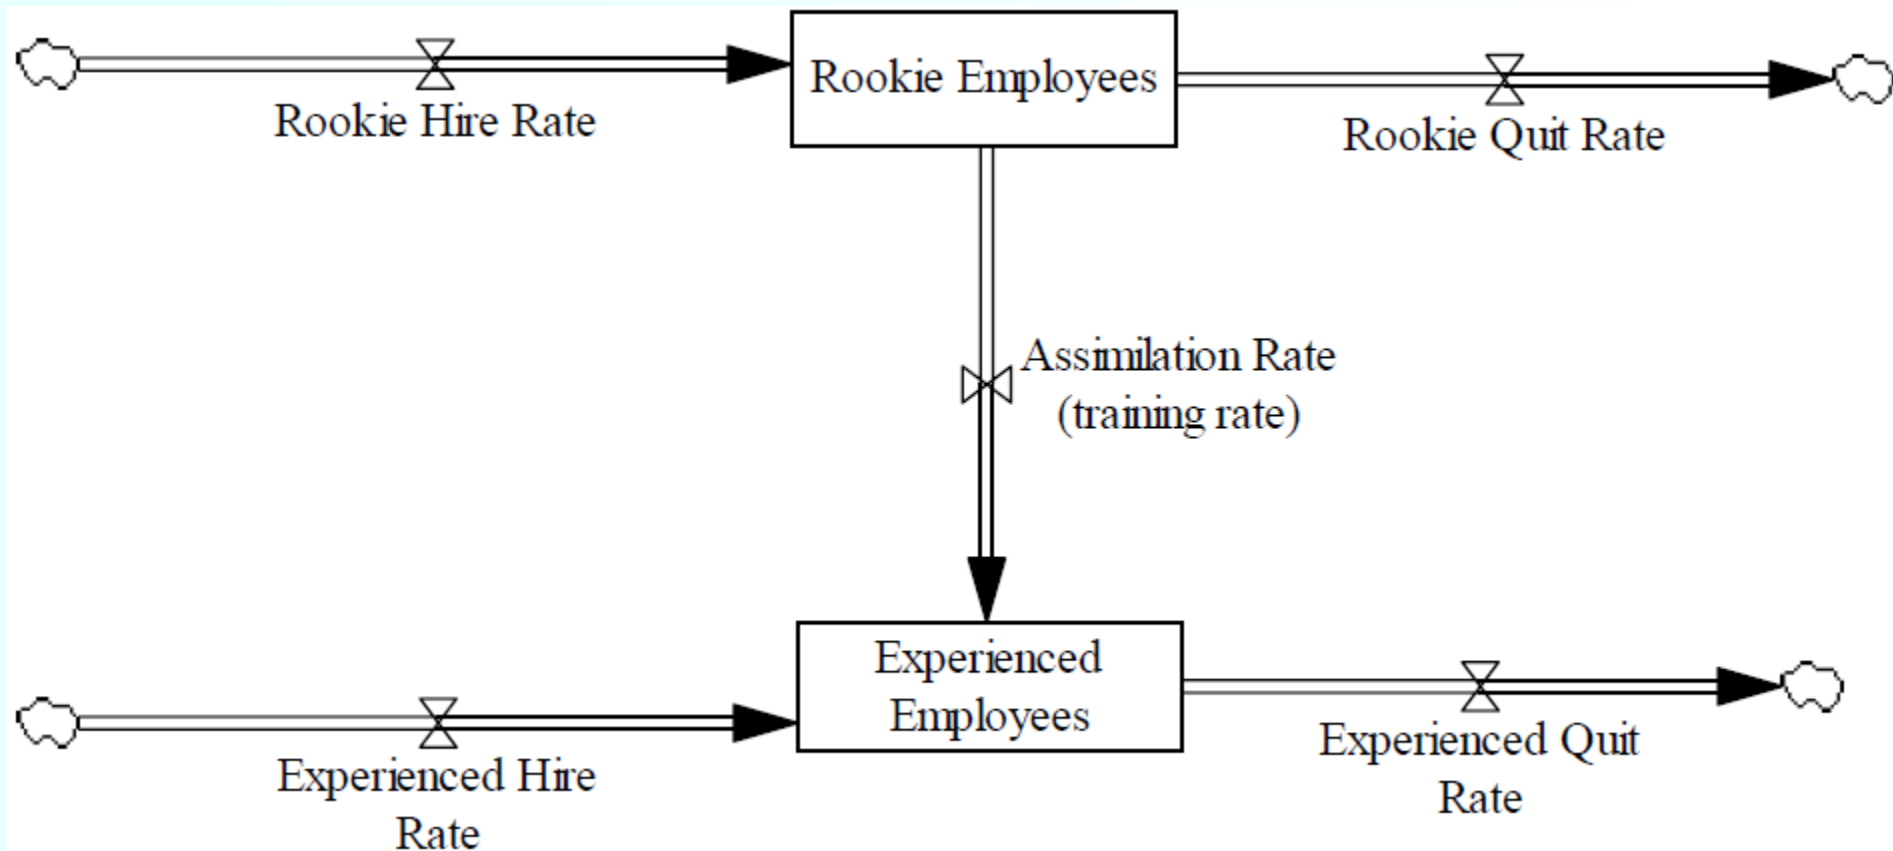 Rookie Employees
Rookie Hire Rate
Rookie Quit Rate
Assimilation Rate
(training rate)
Experienced
Employees
Experienced Hire
Rate
Experienced Quit
Rate